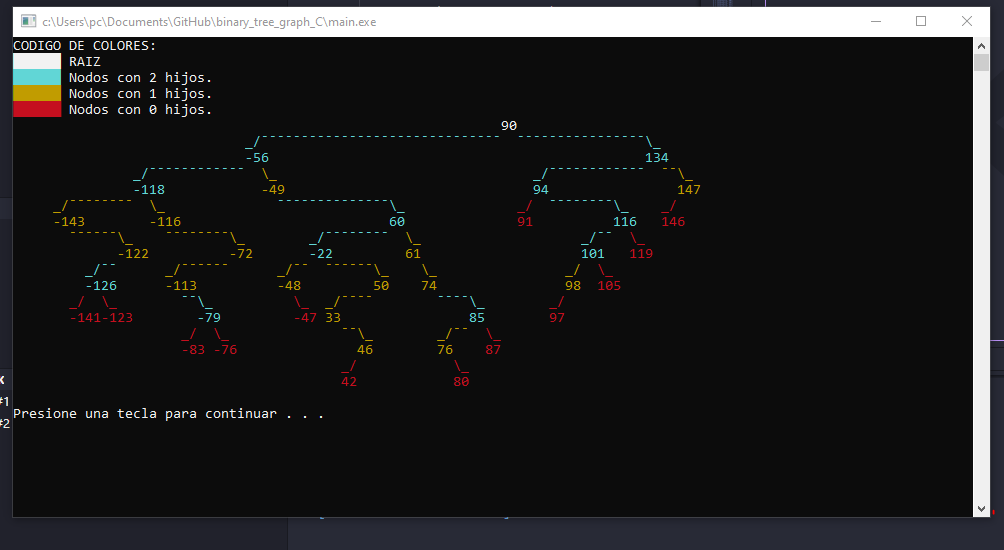 c:\Users\pc\Documents\GitHub\binary_tree_graph_C\main.exe
CODIGO DE COLORES:
RAIZ
Nodos con 2 hijos.
Nodos con 1 hijos.
Nodos con 0 hijos.
90
-56 134
-118 -49 94 147
-143 -116 60 91 116 146
-122 -72 -22 61 101 119
-126 -113 -48 50 74 98 105
-141-123 -79 -47 33 85 97
-83 -76 46 76 87
42 80
Presione una tecla para continuar . . .
#1
#2